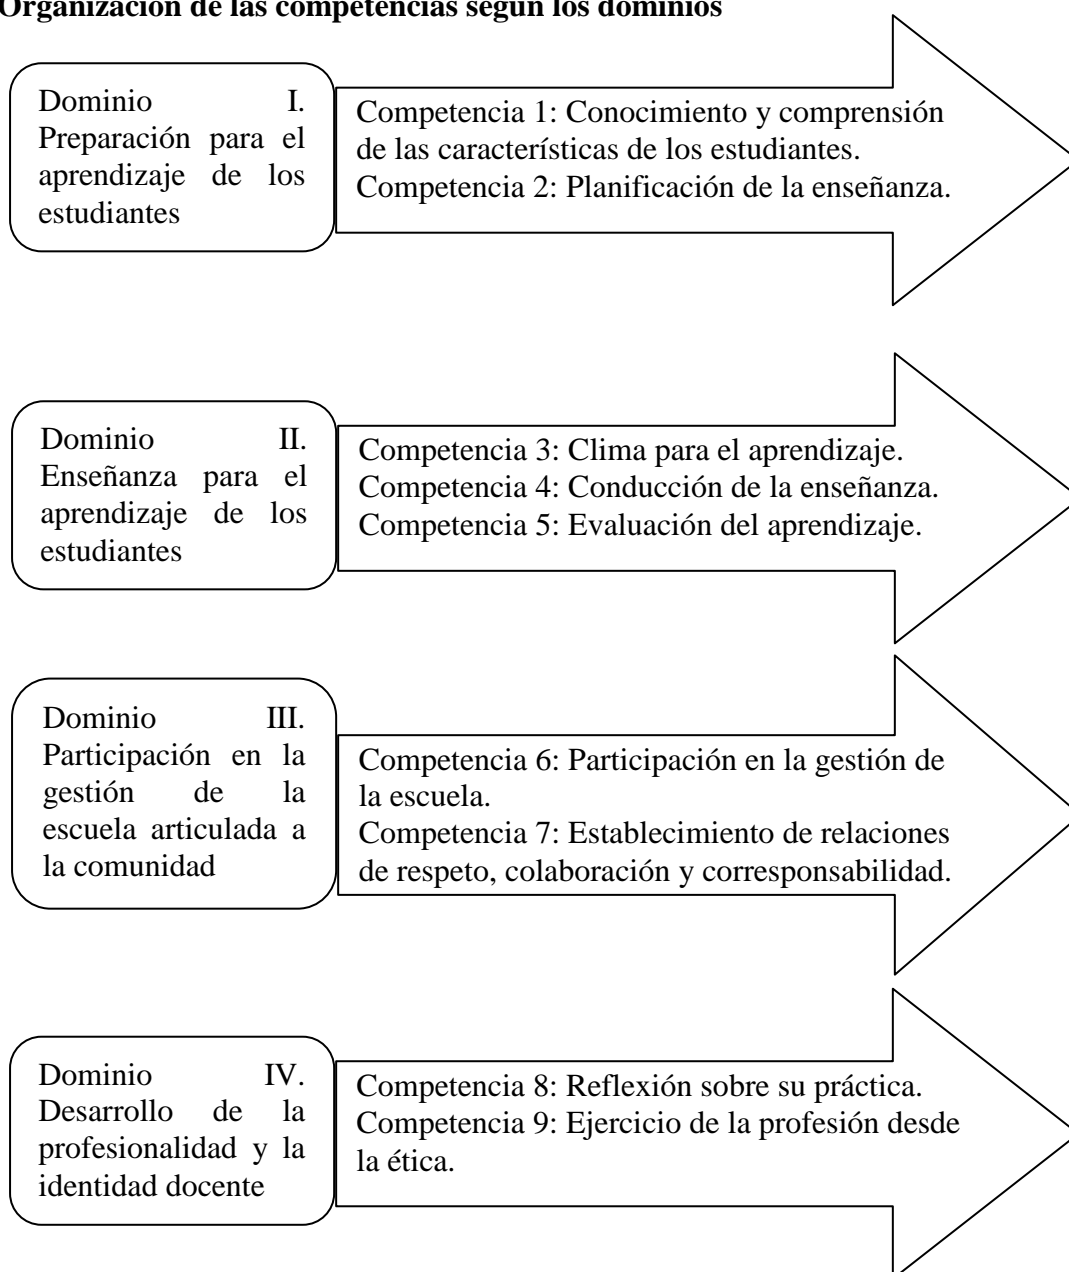 Organización de las competencias según los dominios
Dominio I.
Preparación para el
aprendizaje de los
estudiantes
Competencia 1: Conocimiento y comprensión
de las características de los estudiantes.
Competencia 2: Planificación de la enseñanza.
Dominio II.
Enseñanza para el
aprendizaje de los
estudiantes
Competencia 3: Clima para el aprendizaje.
Competencia 4: Conducción de la enseñanza.
Competencia 5: Evaluación del aprendizaje.
Dominio III.
Participación en la
gestión de la
escuela articulada a
la comunidad
Competencia 6: Participación en la gestión de
la escuela.
Competencia 7: Establecimiento de relaciones
de respeto, colaboración y corresponsabilidad.
Dominio IV.
Desarrollo de la
profesionalidad y la
identidad docente
Competencia 8: Reflexión sobre su práctica.
Competencia 9: Ejercicio de la profesión desde
la ética.